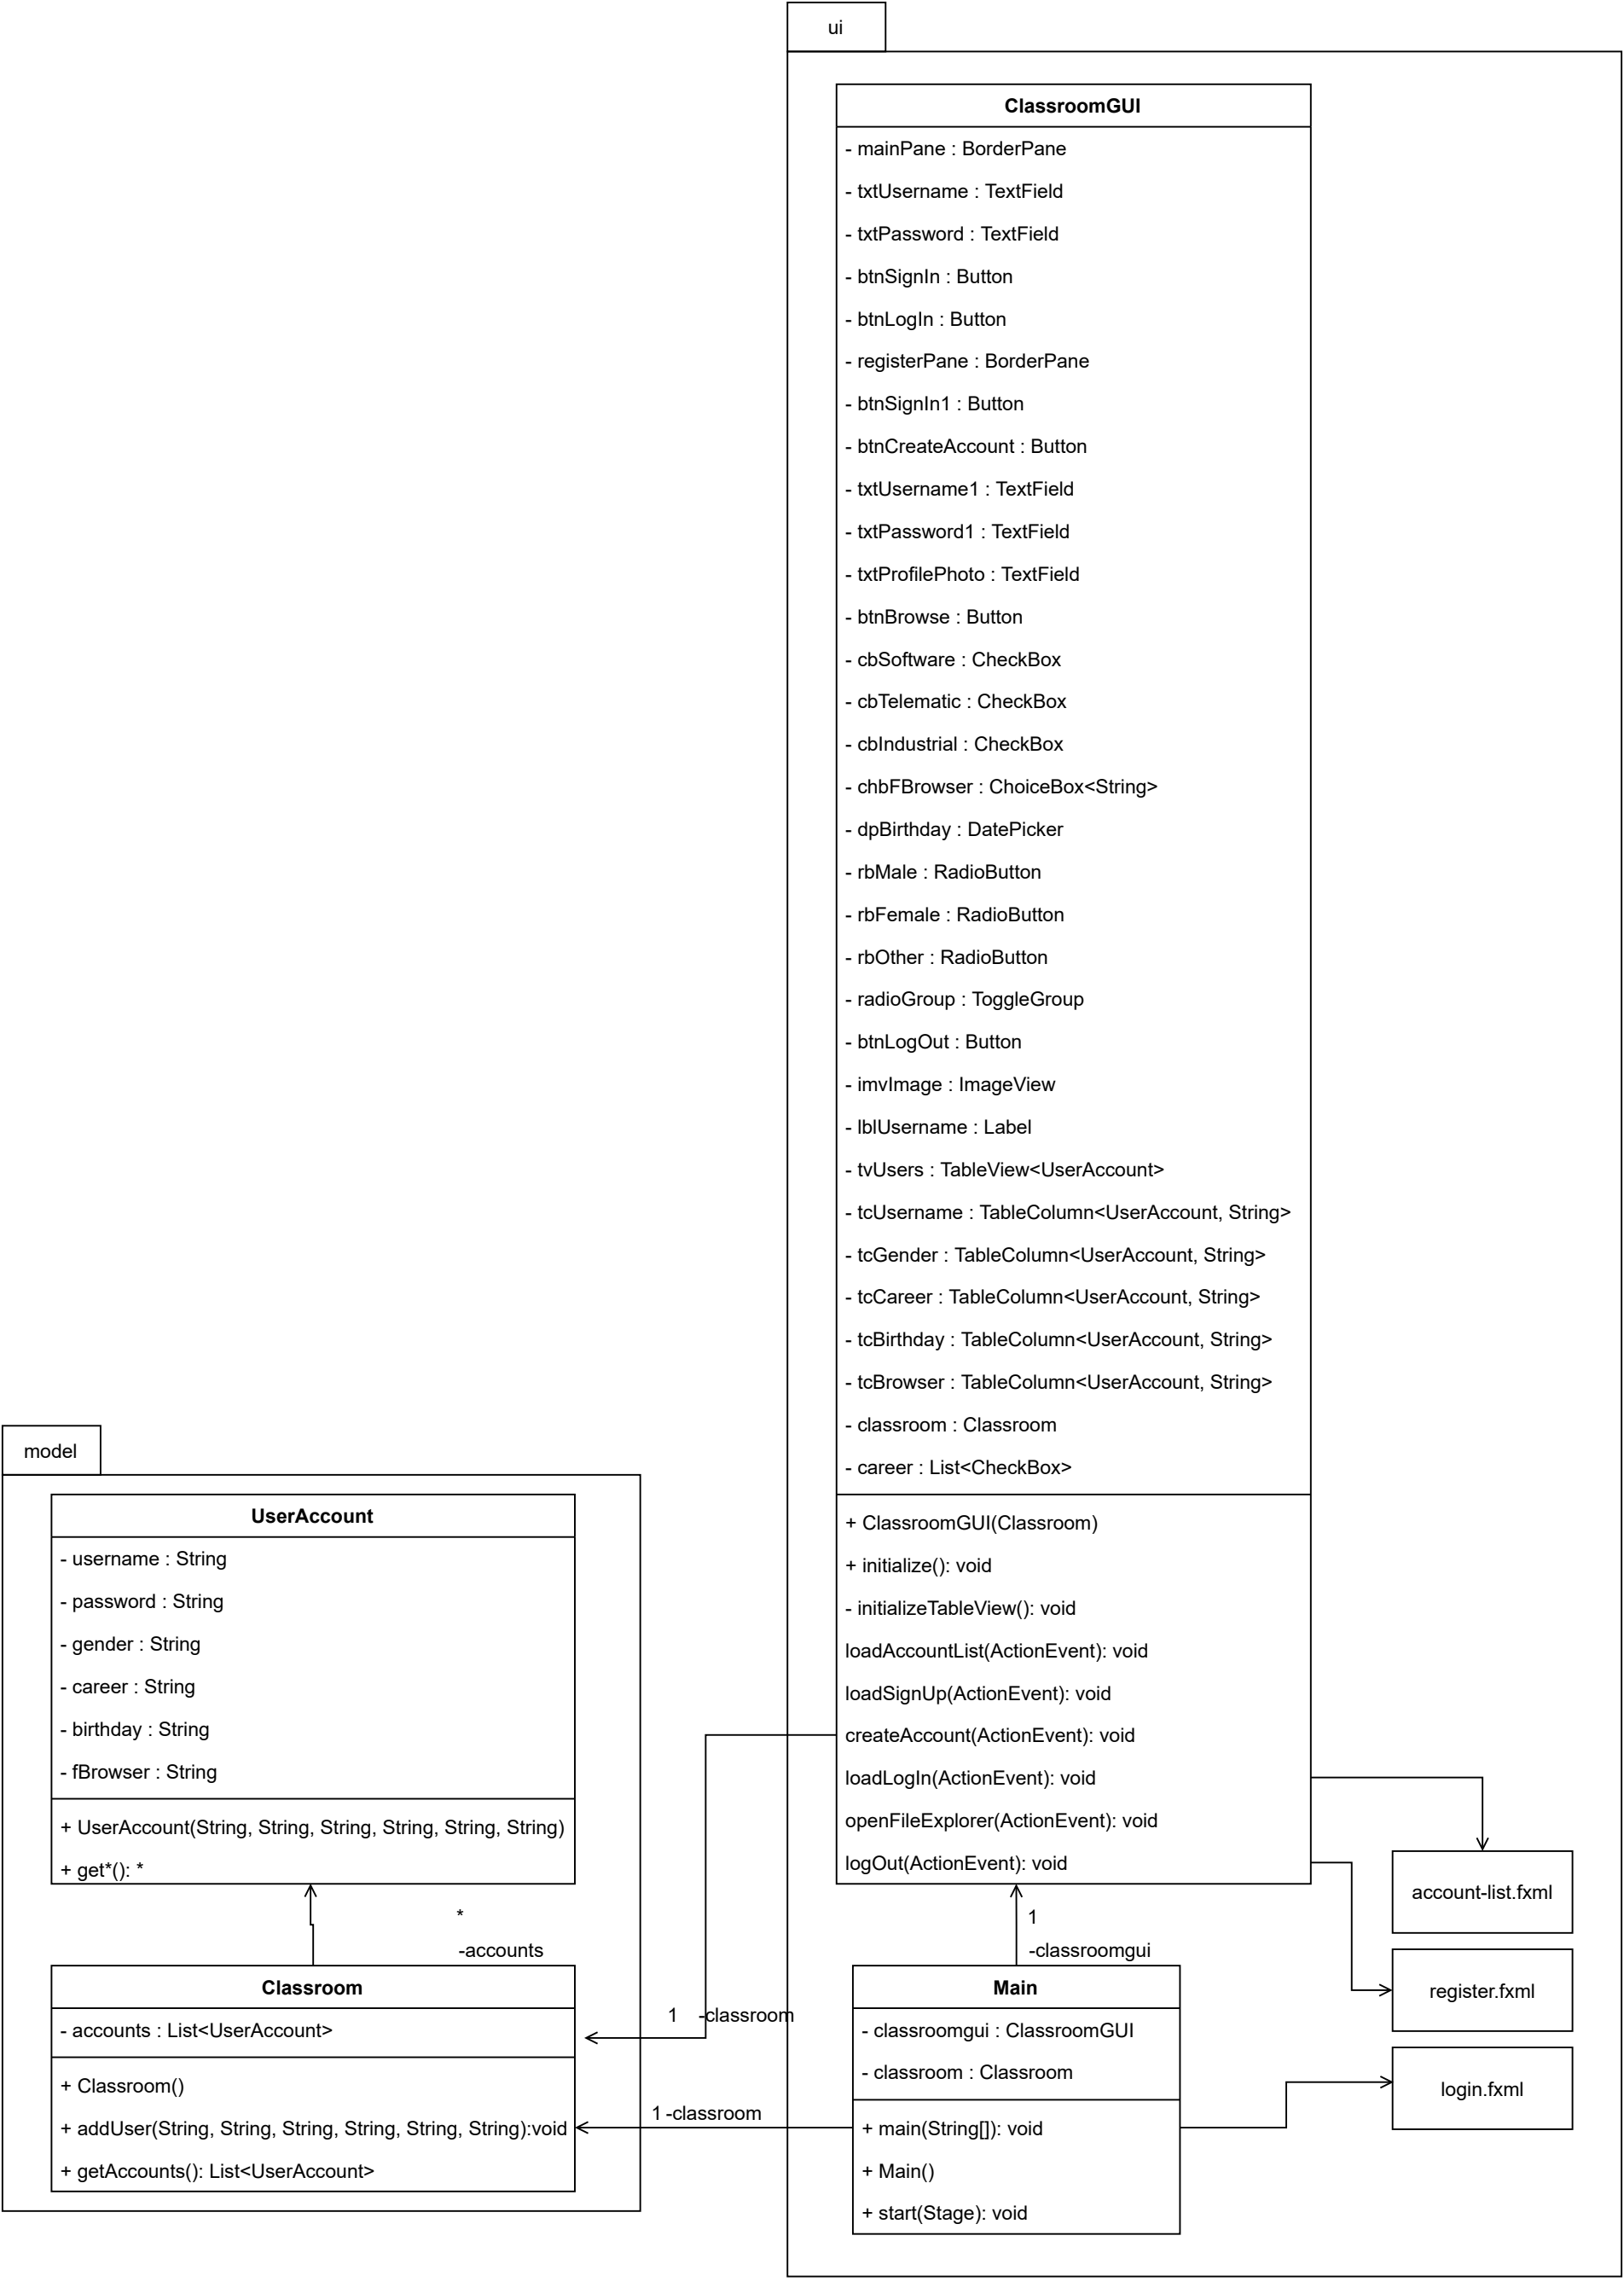 ui
ClassroomGUI
- mainPane : BorderPane
- txtUsername : TextField
- txtPassword : TextField
- btnSignIn : Button
- btnLogIn : Button
- registerPane : BorderPane
- btnSignIn1 : Button
- btnCreateAccount : Button
- txtUsername1 : TextField
- txtPassword1 : TextField
- txtProfilePhoto : TextField
- btnBrowse : Button
- cbSoftware : CheckBox
- cbTelematic : CheckBox
- cbIndustrial : CheckBox
- chbFBrowser : ChoiceBox<String>
- dpBirthday : DatePicker
- rbMale : RadioButton
- rbFemale : RadioButton
- rbOther : RadioButton
- radioGroup : ToggleGroup
- btnLogOut : Button
- imvImage : ImageView
- lblUsername : Label
- tvUsers : TableView<UserAccount>
- tcUsername : TableColumn<UserAccount, String>
- tcGender : TableColumn<UserAccount, String>
- tcCareer : TableColumn<UserAccount, String>
- tcBirthday : TableColumn<UserAccount, String>
- tcBrowser : TableColumn<UserAccount, String>
- classroom : Classroom
- career : List<CheckBox>
+ ClassroomGUI(Classroom)
+ initialize(): void
- initializeTableView(): void
loadAccountList(ActionEvent): void
loadSignUp(ActionEvent): void
createAccount(ActionEvent): void
loadLogIn(ActionEvent): void
openFileExplorer(ActionEvent): void
logOut(ActionEvent): void
model
UserAccount
- username : String
- password : String
- gender : String
- career : String
- birthday : String
- fBrowser : String
+ UserAccount(String, String, String, String, String, String)
+ get*(): *
*
-accounts
Classroom
- accounts : List<UserAccount>
+ Classroom()
+ addUser(String, String, String, String, String, String):void
+ getAccounts(): List<UserAccount>
1 -classroom
1 -classroom
1
-classroomgui
Main
- classroomgui : ClassroomGUI
- classroom : Classroom
+ main(String[]): void
+ Main()
+ start(Stage): void
account-list.fxml
register.fxml
login.fxml